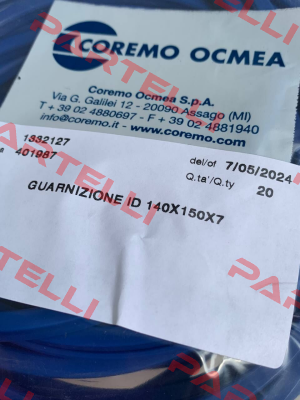 COREMO OCMEA
Coremo Ocmea S.p.A.
Via G. Galilei 12 - 20090 Assago (MI)
T + 39 02 4880697 - F + 39 02 4881940
info@coremo.it - www.coremo.com
1332127
401987
del/of 7/05/2024
Q.ta'/Q.ty 20
GUARNIZIONE ID 140X150X7
PARTELLI
PARTELLI
PARTELLI
PARTELLI
PARTELLI